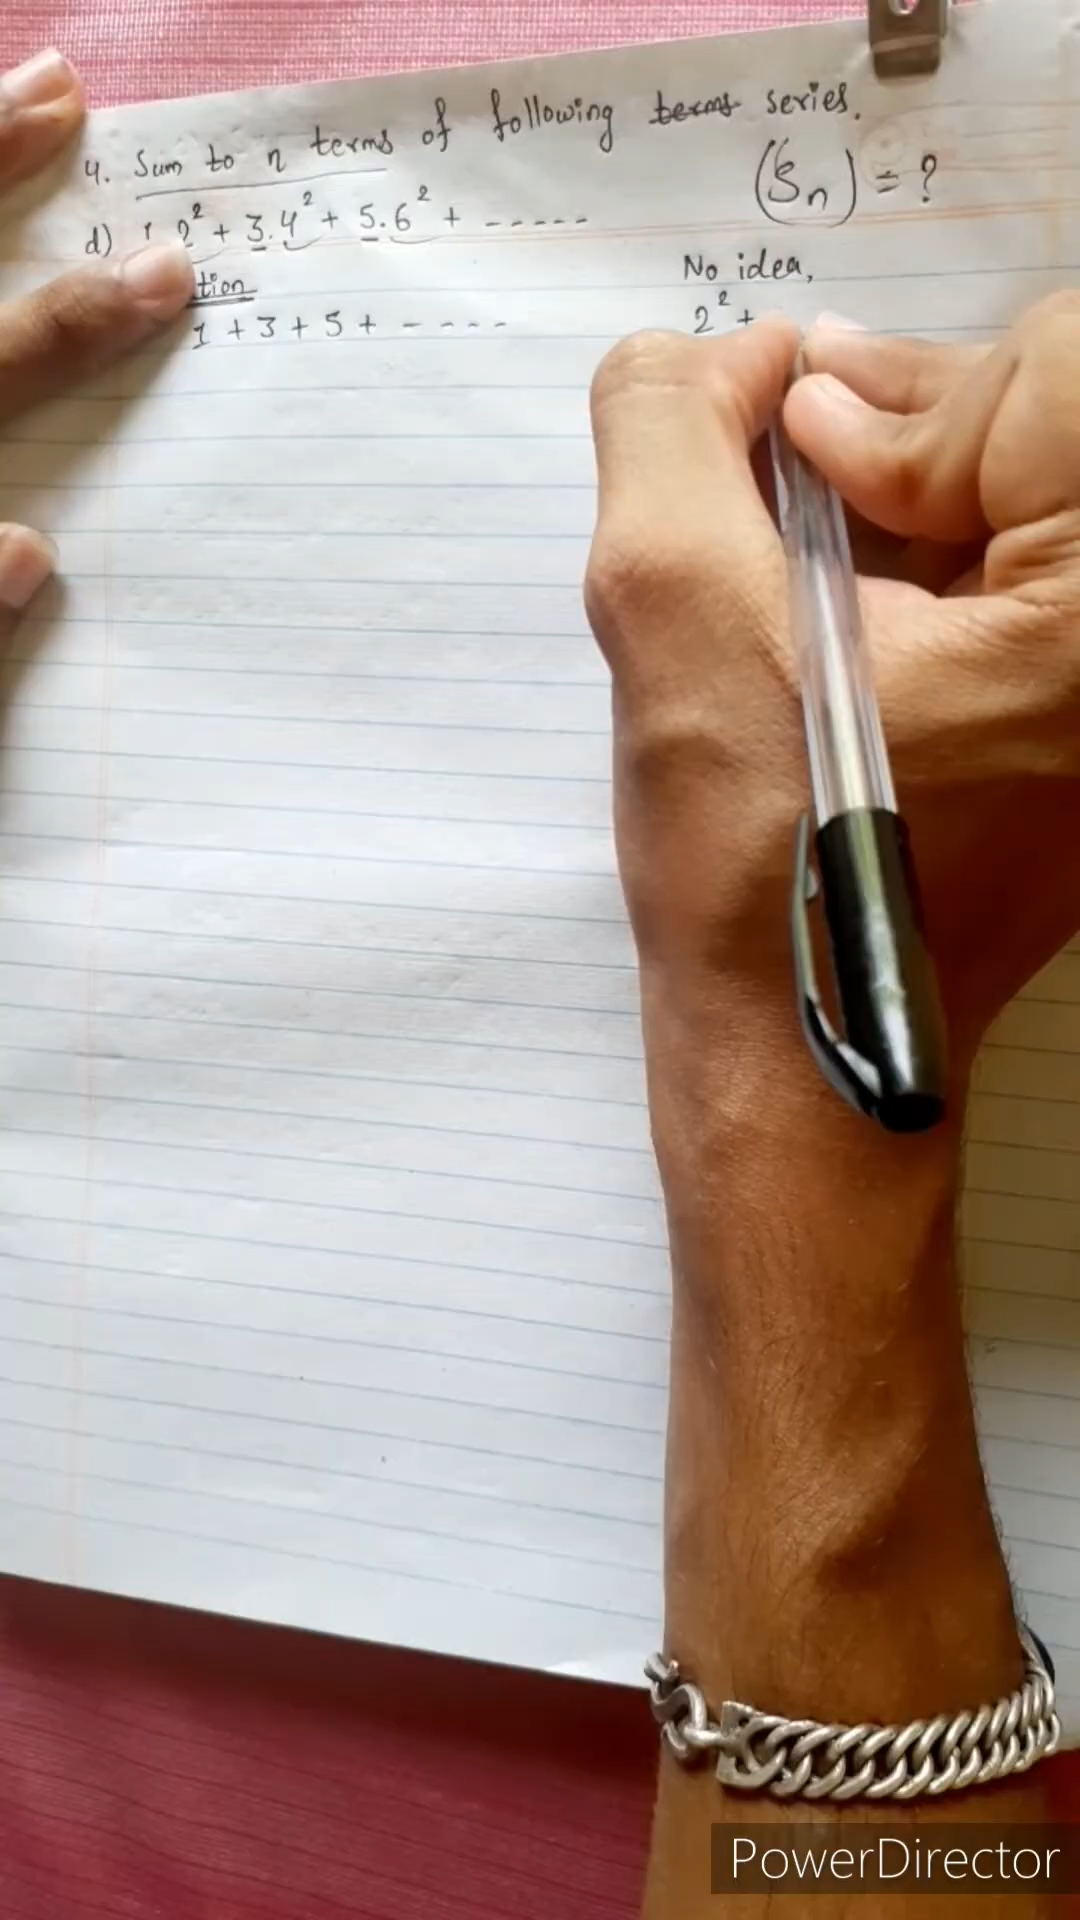 4. Sum to n terms of following terms series.
(Sn) = ?
d) 1 2² + 3.4² + 5.6² + -----
tion
1 + 3 + 5 + ----
No idea,
2² +
PowerDirector